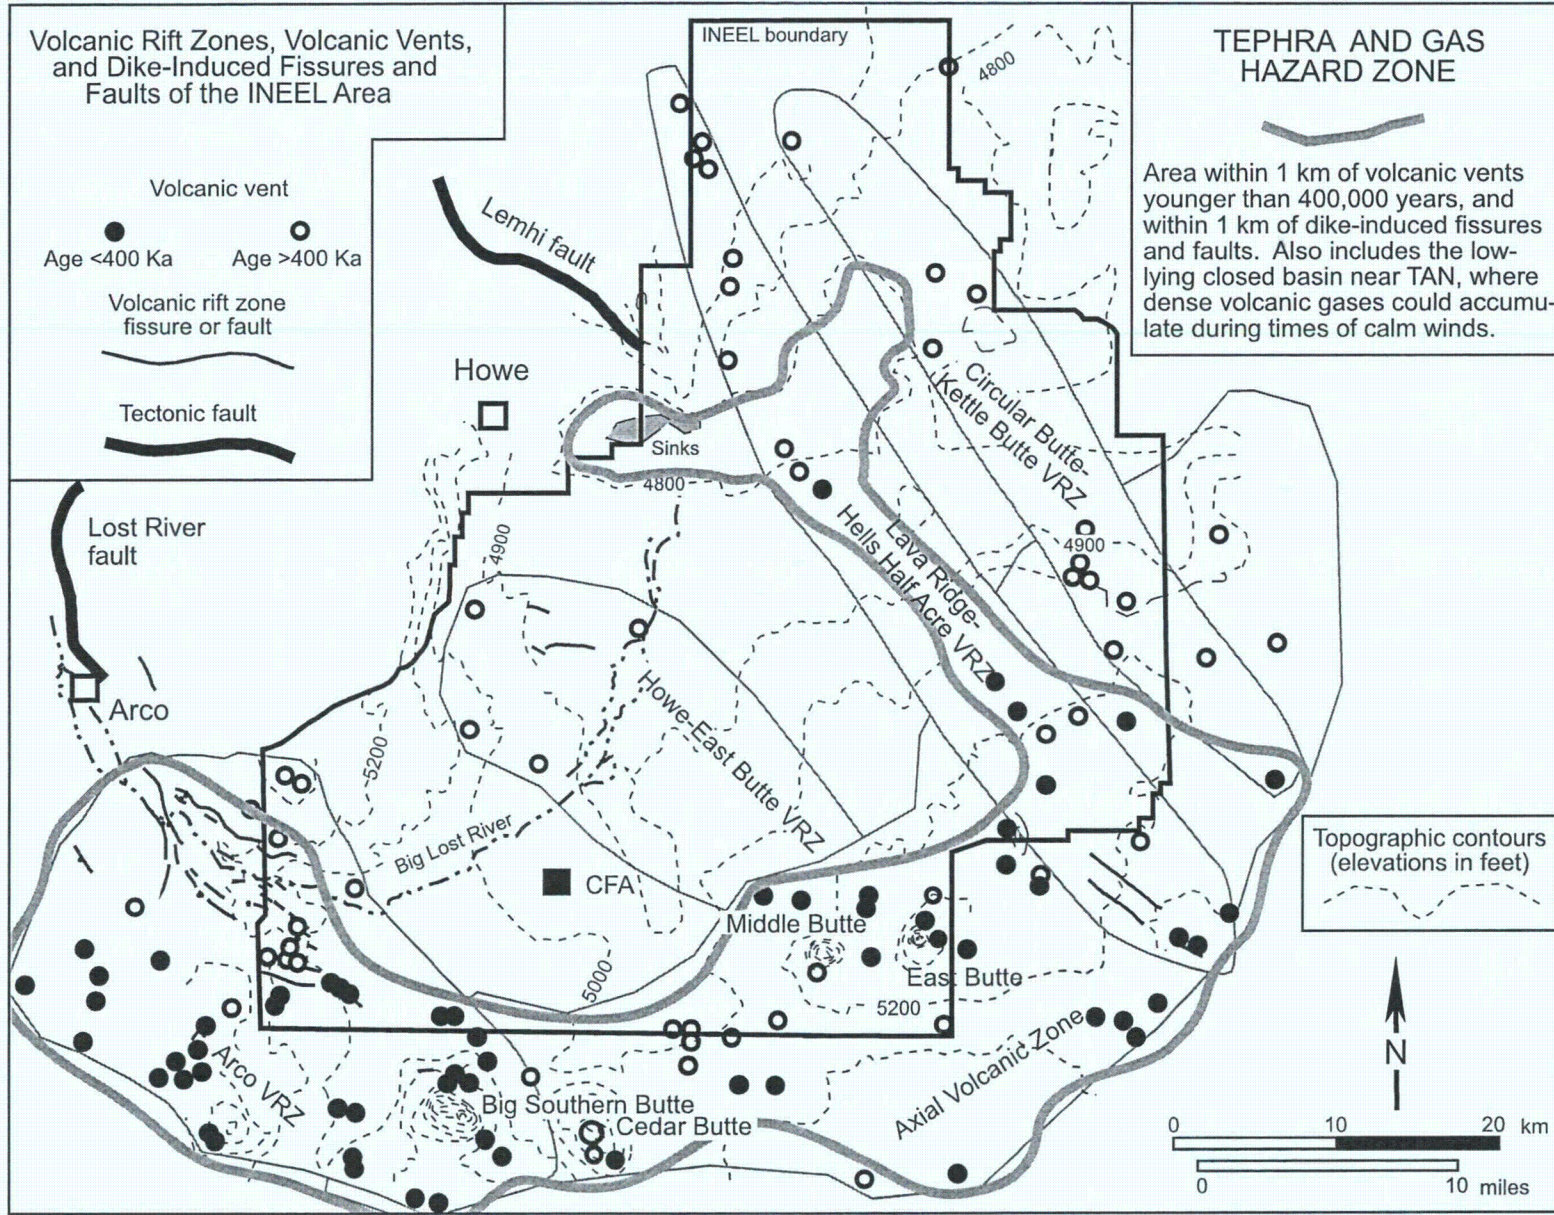 Volcanic Rift Zones, Volcanic Vents,
and Dike-Induced Fissures and
Faults of the INEEL Area
Volcanic vent
Age <400 Ka
Age >400 Ka
Volcanic rift zone
fissure or fault
Tectonic fault
INEEL boundary
4800
TEPHRA AND GAS
HAZARD ZONE
Area within 1 km of volcanic vents
younger than 400,000 years, and
within 1 km of dike-induced fissures
and faults. Also includes the low-
lying closed basin near TAN, where
dense volcanic gases could accumu-
late during times of calm winds.
Lemhi fault
Howe
Sinks
4800
4900
Circular Butte-
Kettle Butte VRZ
4900
Lava Ridge-
Hells Half Acre VRZ
Lost River
fault
Arco
5200
Howe-East Butte VRZ
Big Lost River
CFA
Middle Butte
East Butte
5200
5000
Arco VRZ
Big Southern Butte
Cedar Butte
Axial Volcanic Zone
Topographic contours
(elevations in feet)
N
0 10 20 km
0 10 miles